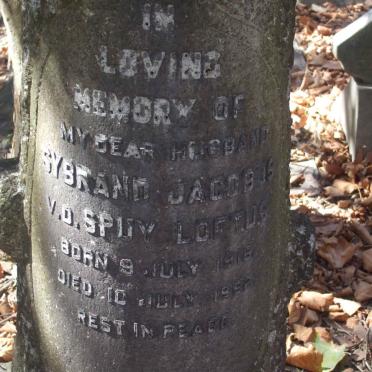 IN
LOVING
MEMORY OF
MY DEAR HUSBAND
SYBRAND JACOBUS
V.D. SPUY LOFTUS
BORN 9 JULY
DIED 10 JULY
REST IN PEACE